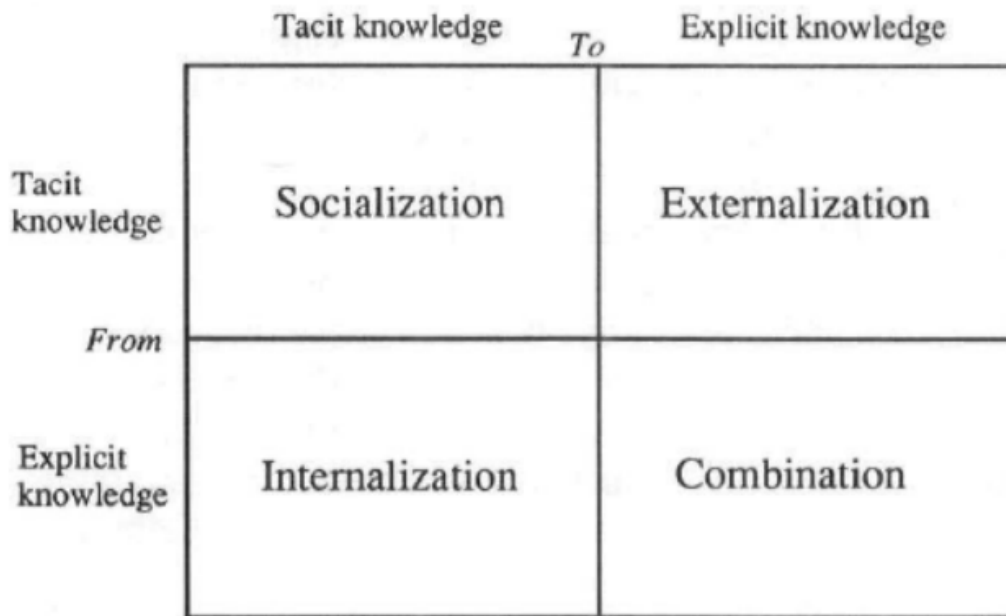 Tacit knowledge
To
Explicit knowledge
Tacit
knowledge
Socialization
Externalization
From
Explicit
knowledge
Internalization
Combination